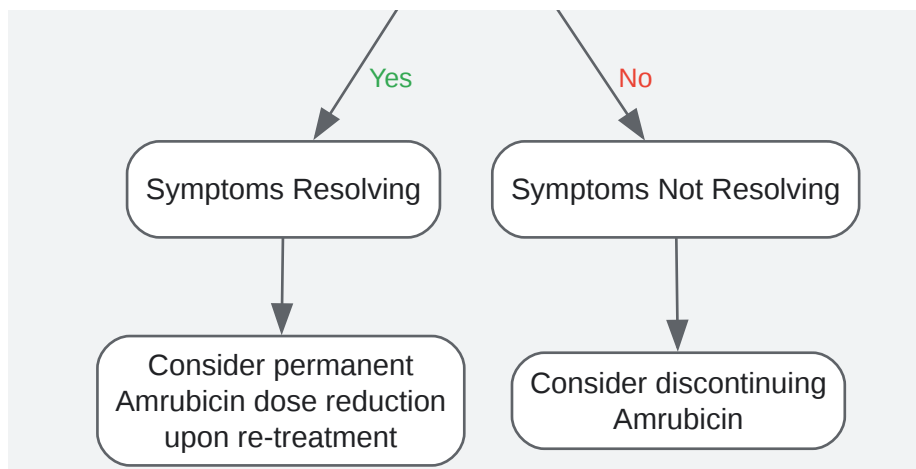 Yes
No
Symptoms Resolving
Symptoms Not Resolving
Consider permanent
Amrubicin dose reduction
upon re-treatment
Consider discontinuing
Amrubicin